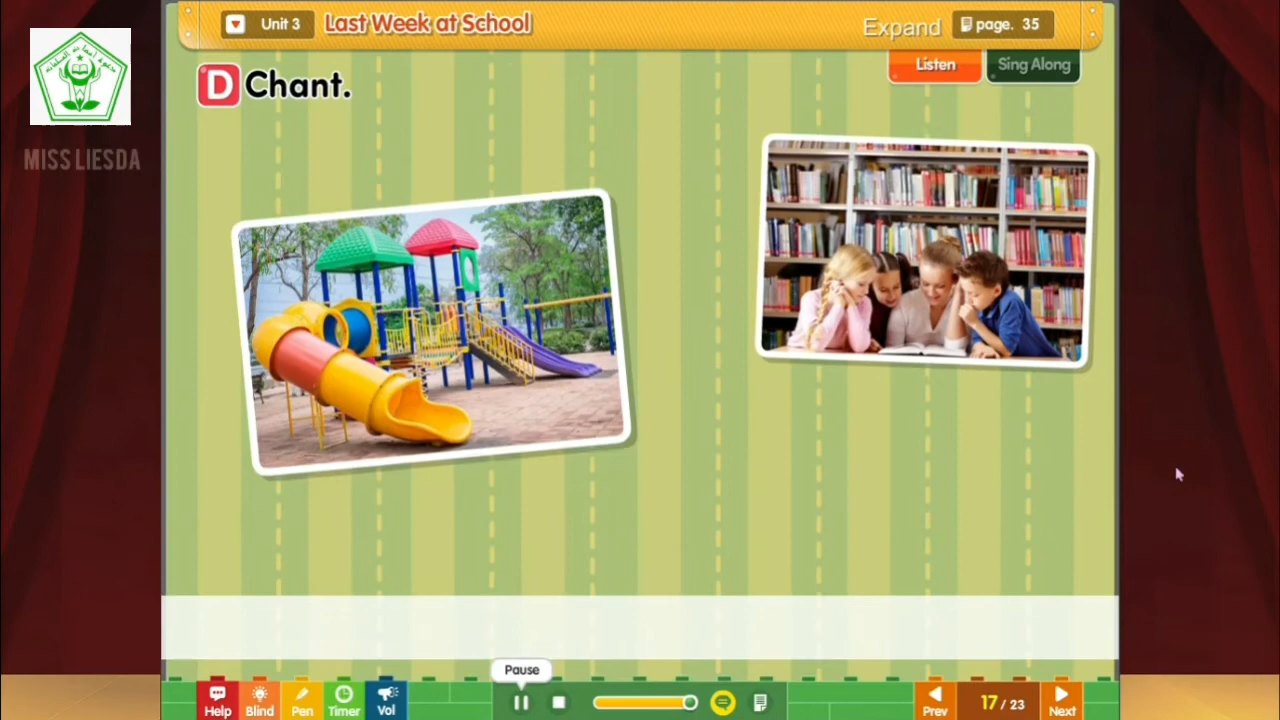 Unit 3
Last Week at School
Expand
page. 35
Listen
Sing Along
D Chant.
MISS LIESDA
Pause
Help
Blind
Pen
Timer
Vol
Prev
17 / 23
Next